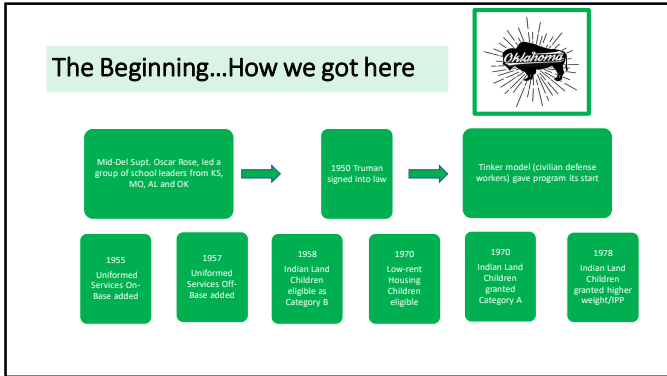 The Beginning...How we got here
Oklahoma
Mid-Del Supt. Oscar Rose, led a
group of school leaders from KS,
MO, AL and OK
1950 Truman
signed into law
Tinker model (civilian defense
workers) gave program its start
1955
Uniformed
Services On-
Base added
1957
Uniformed
Services Off-
Base added
1958
Indian Land
Children
eligible as
Category B
1970
Low-rent
Housing
Children
eligible
1970
Indian Land
Children
granted
Category A
1978
Indian Land
Children
granted higher
weight/IPP